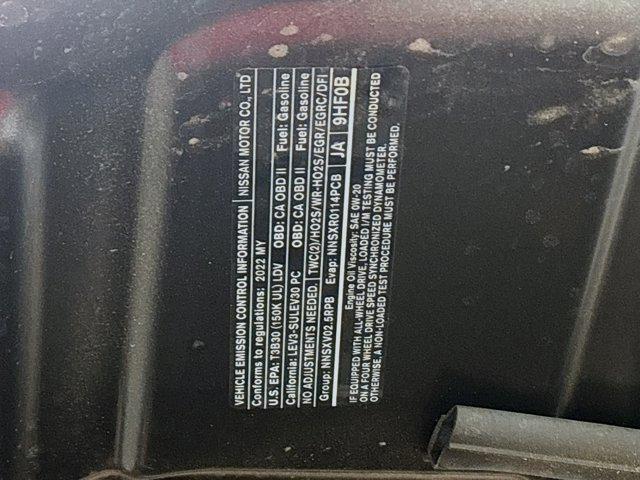 VEHICLE EMISSION CONTROL INFORMATION NISSAN MOTOR CO., LTD
Conforms to regulations: 2022 MY Fuel: Gasoline
U.S. EPA: T3B30 (150K UL) LDV OBD: CA OBD II Fuel: Gasoline
California: LEV3-SULEV30 PC OBD: CA OBD II Fuel: Gasoline
NO ADJUSTMENTS NEEDED. TWC(2)/HO2S/WR-HO2S/EGR/EGRC/DFI
Group: NNSXV02.5RPB Evap: NNSXR0114PCB JA 9HF0B
Engine Oil Viscosity: SAE 0W-20
IF EQUIPPED WITH ALL-WHEEL DRIVE, LOADED I/M TESTING MUST BE CONDUCTED
ON A FOUR WHEEL DRIVE SPEED SYNCHRONIZED DYNAMOMETER.
OTHERWISE, A NON-LOADED TEST PROCEDURE MUST BE PERFORMED.